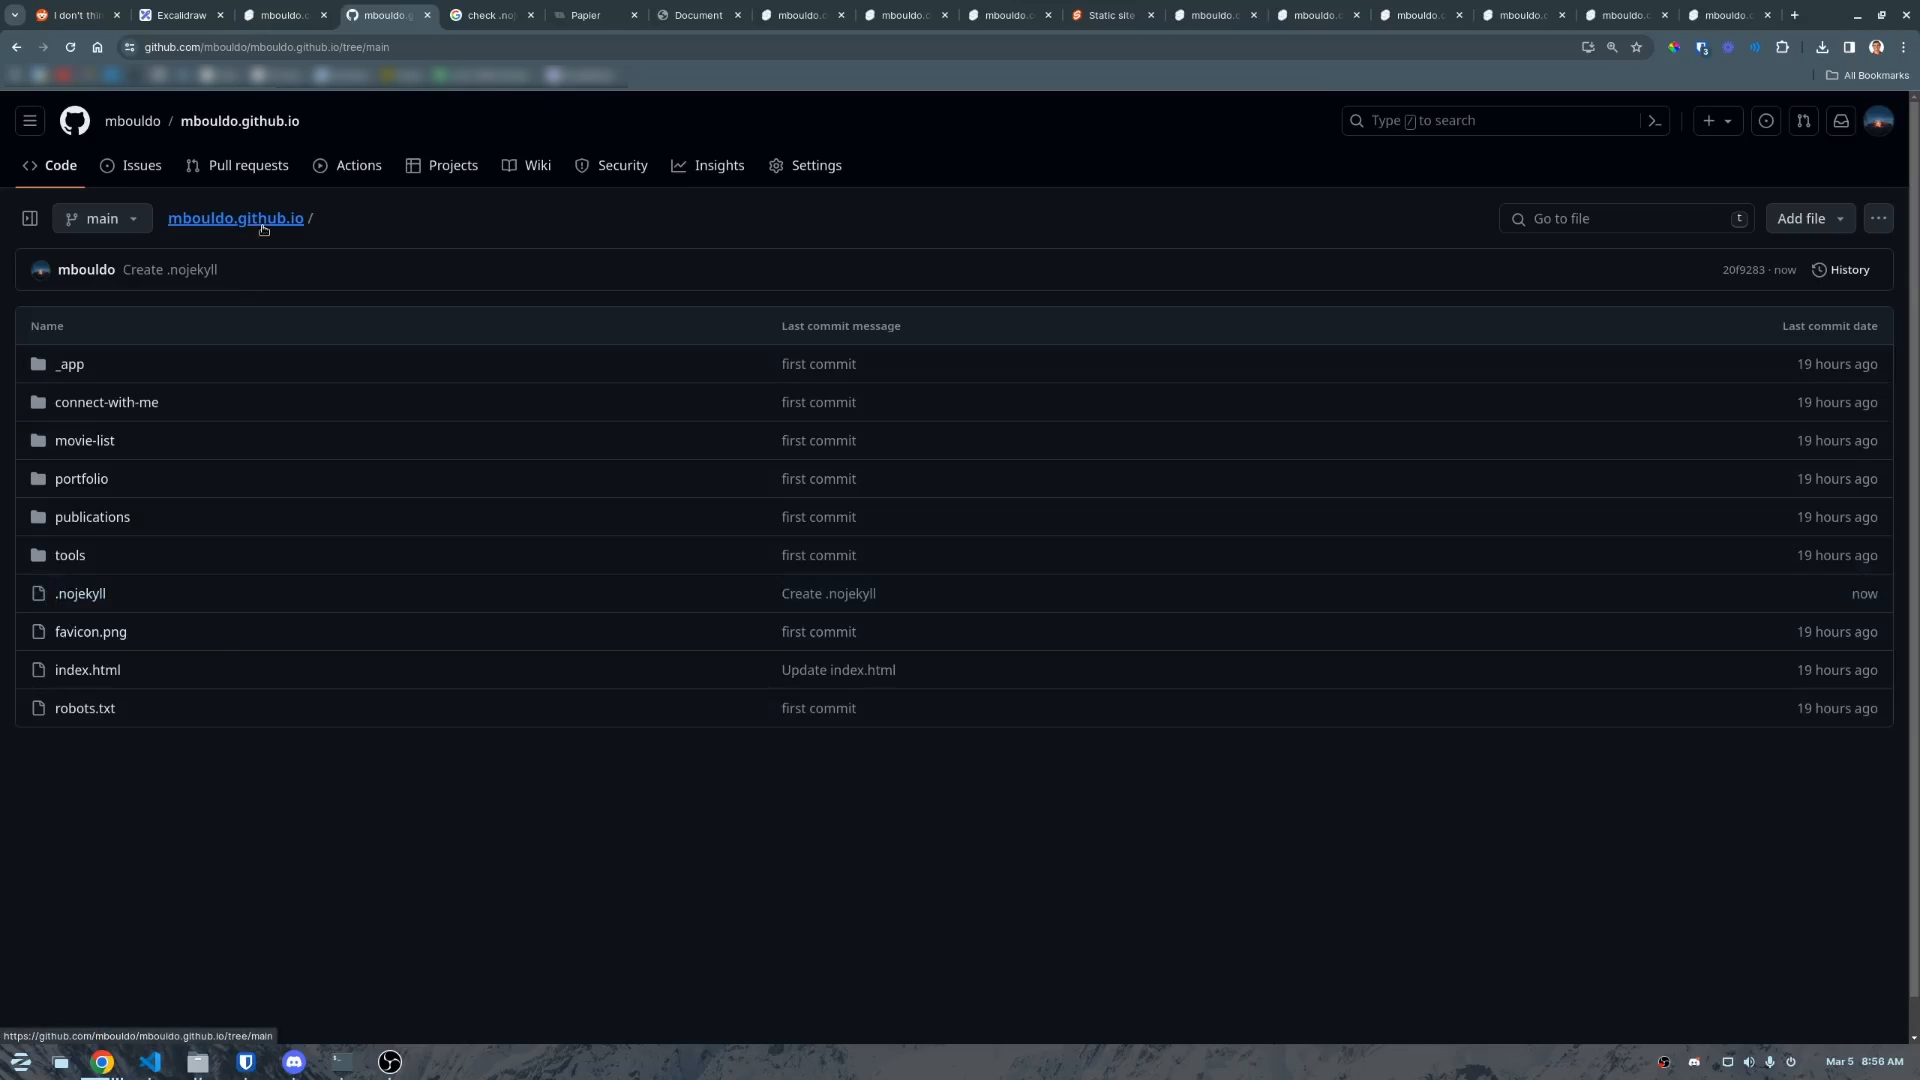 I don't thin
Excalidraw
mbouldo.c
mbouldo.g
check .noj
Papier
Document
mbouldo.c
mbouldo.c
mbouldo.c
Static site
mbouldo.c
mbouldo.c
mbouldo.c
mbouldo.c
mbouldo.c
mbouldo.c
github.com/mbouldo/mbouldo.github.io/tree/main
3
All Bookmarks
mbouldo / mbouldo.github.io
Type / to search
Code
Issues
Pull requests
Actions
Projects
Wiki
Security
Insights
Settings
main
mbouldo.github.io /
Go to file
t
Add file
mbouldo Create .nojekyll
20f9283 · now
History
Name Last commit message Last commit date
_app first commit 19 hours ago
connect-with-me first commit 19 hours ago
movie-list first commit 19 hours ago
portfolio first commit 19 hours ago
publications first commit 19 hours ago
tools first commit 19 hours ago
.nojekyll Create .nojekyll now
favicon.png first commit 19 hours ago
index.html Update index.html 19 hours ago
robots.txt first commit 19 hours ago
https://github.com/mbouldo/mbouldo.github.io/tree/main
Mar 5 8:56 AM